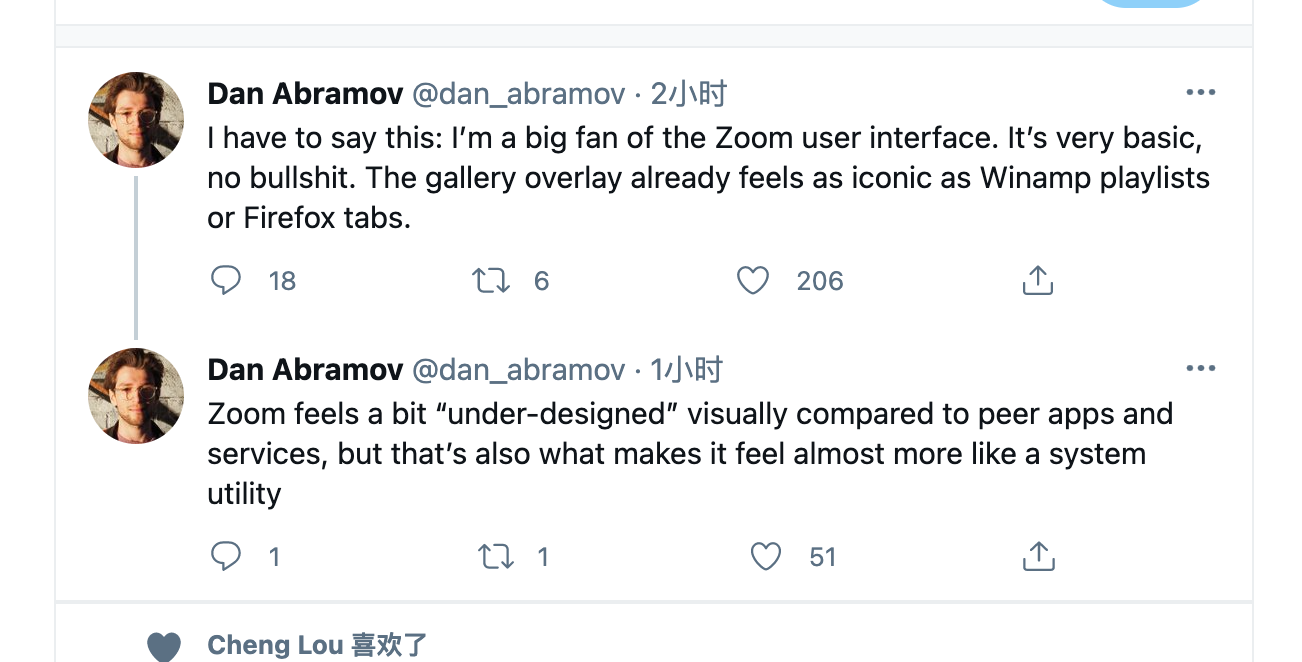 Dan Abramov @dan_abramov · 2小时
I have to say this: I’m a big fan of the Zoom user interface. It’s very basic,
no bullshit. The gallery overlay already feels as iconic as Winamp playlists
or Firefox tabs.
18 6 206
Dan Abramov @dan_abramov · 1小时
Zoom feels a bit “under-designed” visually compared to peer apps and
services, but that’s also what makes it feel almost more like a system
utility
1 1 51
Cheng Lou 喜欢了